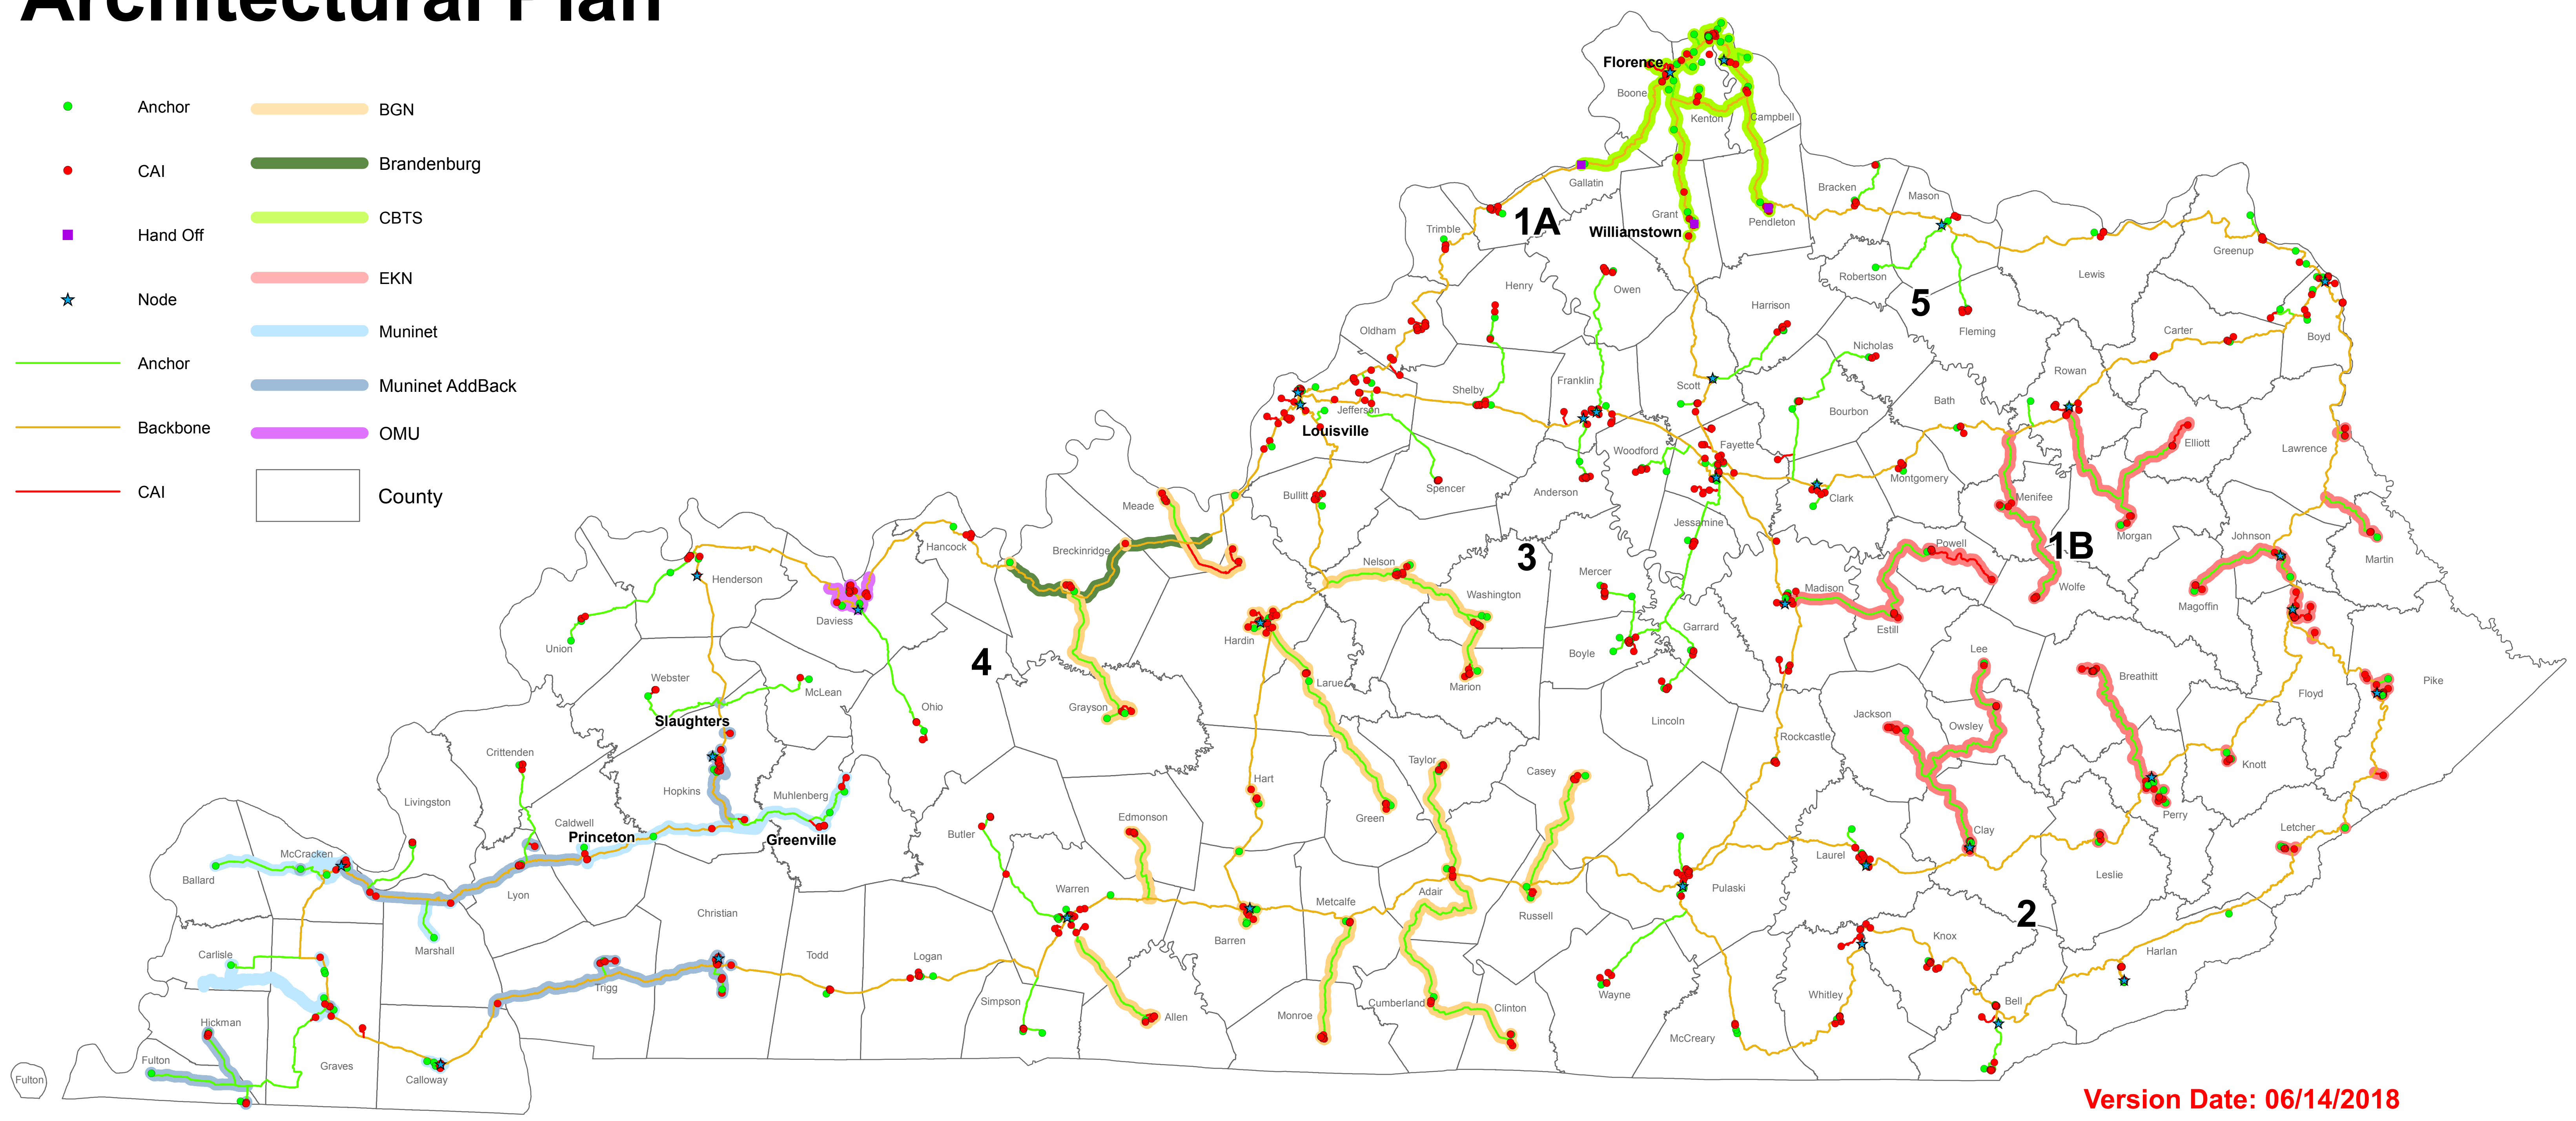 Architectural Plan
Anchor
CAI
Hand Off
Node
Anchor
Backbone
CAI
BGN
Brandenburg
CBTS
EKN
Muninet
Muninet AddBack
OMU
County
Florence
Boone
Kenton
Campbell
Gallatin
1A
Grant
Williamstown
Pendleton
Bracken
Mason
Trimble
Robertson
Lewis
Greenup
5
Henry
Owen
Harrison
Fleming
Oldham
Nicholas
Carter
Boyd
Rowan
Shelby
Franklin
Scott
Jefferson
Bourbon
Bath
Louisville
Woodford
Fayette
Elliott
Lawrence
Spencer
Anderson
Montgomery
Bullitt
Clark
Menifee
Meade
Jessamine
Morgan
Hancock
Breckinridge
3
Powell
1B
Johnson
Martin
Nelson
Mercer
Henderson
Washington
Madison
Wolfe
Magoffin
Daviess
Estill
Garrard
Hardin
Union
Boyle
4
Lee
Webster
McLean
Larue
Marion
Breathitt
Pike
Floyd
Ohio
Grayson
Lincoln
Jackson
Owsley
Slaughters
Rockcastle
Crittenden
Taylor
Casey
Knott
Hart
Hopkins
Muhlenberg
Livingston
Green
Perry
Edmonson
Caldwell
Princeton
Greenville
Butler
Clay
Letcher
McCracken
Laurel
Ballard
Lyon
Warren
Adair
Pulaski
Leslie
Metcalfe
Christian
Russell
2
Barren
Knox
Marshall
Carlisle
Todd
Logan
Harlan
Trigg
Simpson
Cumberland
Clinton
Wayne
Whitley
Bell
Monroe
Allen
Hickman
McCreary
Fulton
Graves
Calloway
Fulton
Version Date: 06/14/2018